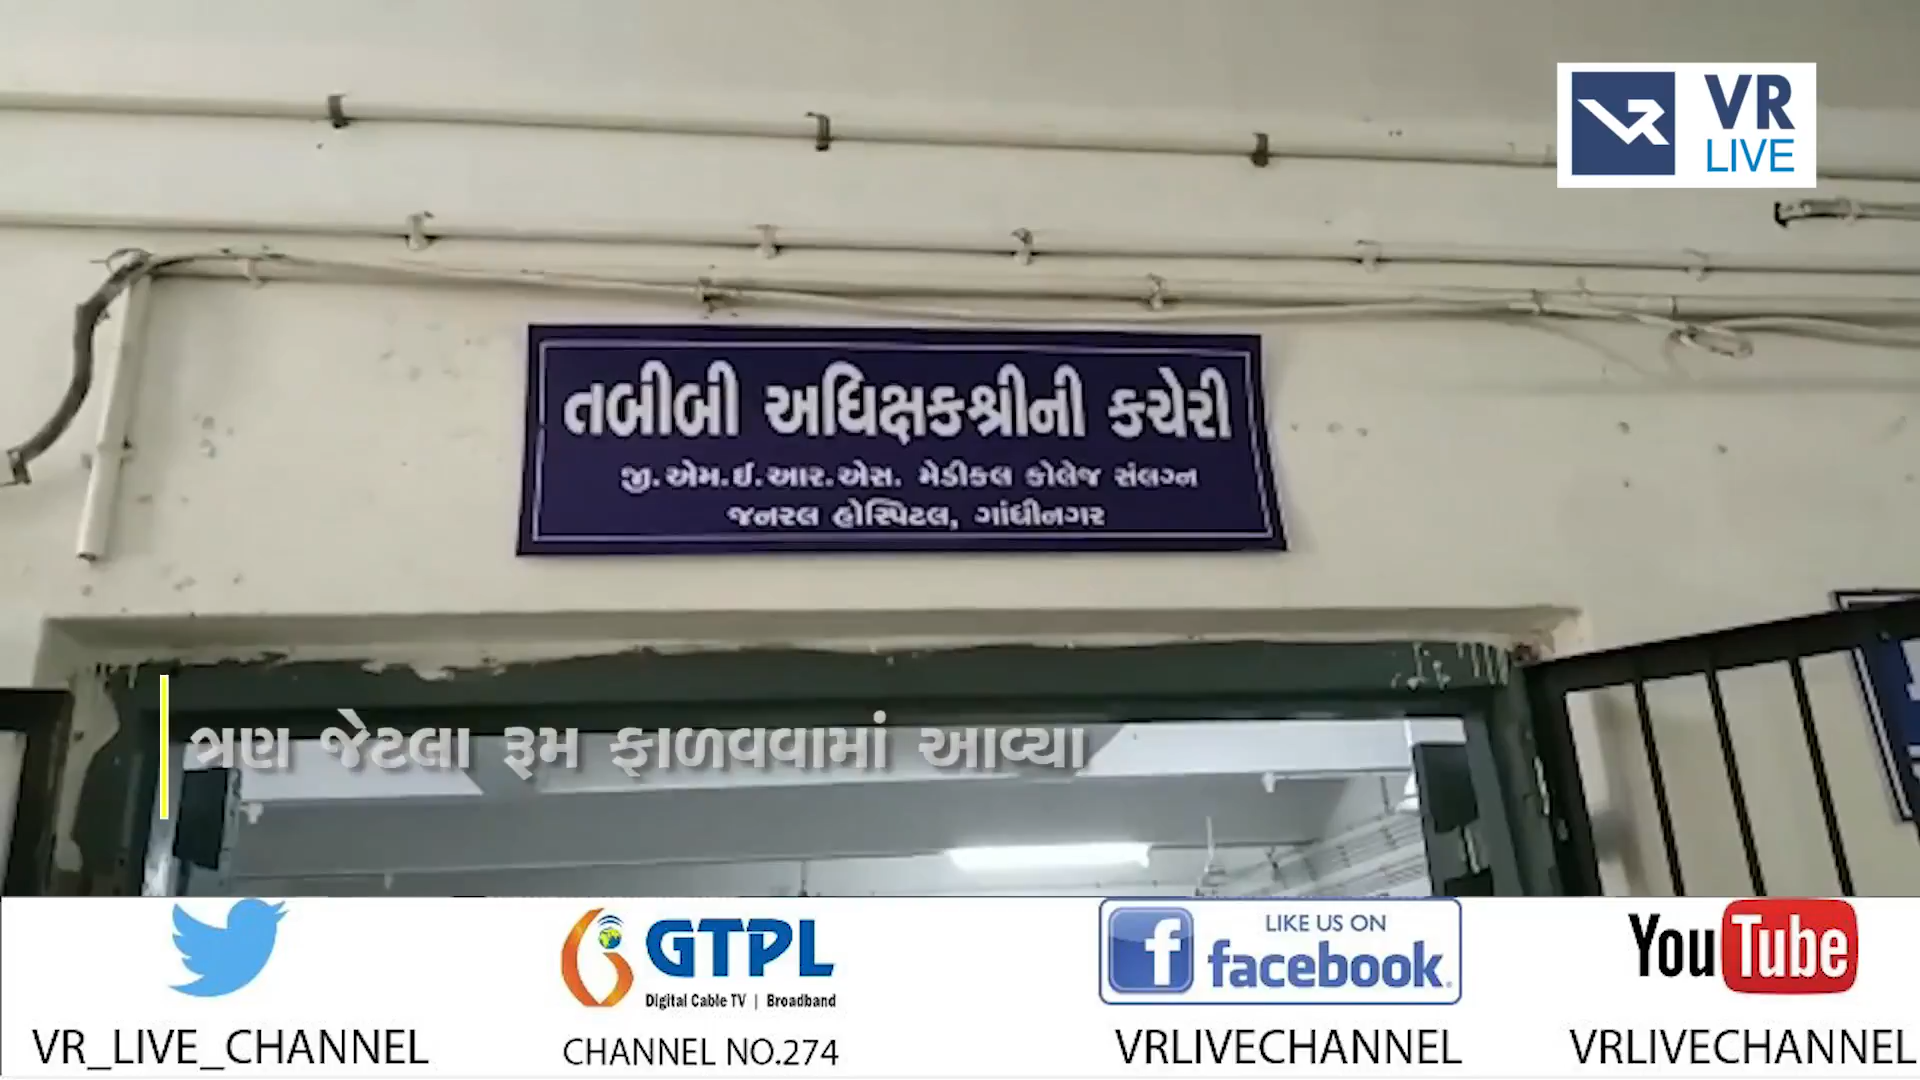 VR
LIVE
તબીબી અધિક્ષકશ્રીની કચેરી
જી.એમ.ઈ.આર.એસ. મેડીકલ કોલેજ સંલગ્ન
જનરલ હોસ્પિટલ, ગાંધીનગર
ત્રણ જેટલા રૂમ ફાળવવામાં આવ્યા
GTPL
Digital Cable TV | Broadband
LIKE US ON
facebook
YouTube
VR_LIVE_CHANNEL
CHANNEL NO.274
VRLIVECHANNEL
VRLIVECHANNEL